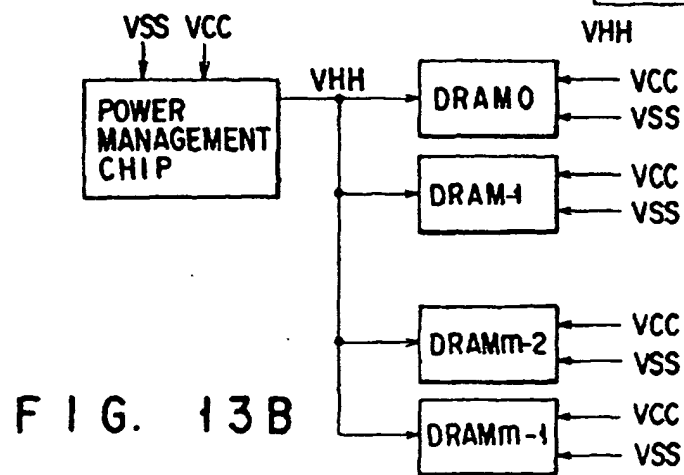 VHH
VSS VCC
POWER
MANAGEMENT
CHIP
VHH
DRAM0
VCC
VSS
DRAM-1
VCC
VSS
DRAMm-2
VCC
VSS
DRAMm-1
VCC
VSS
FIG. 13B